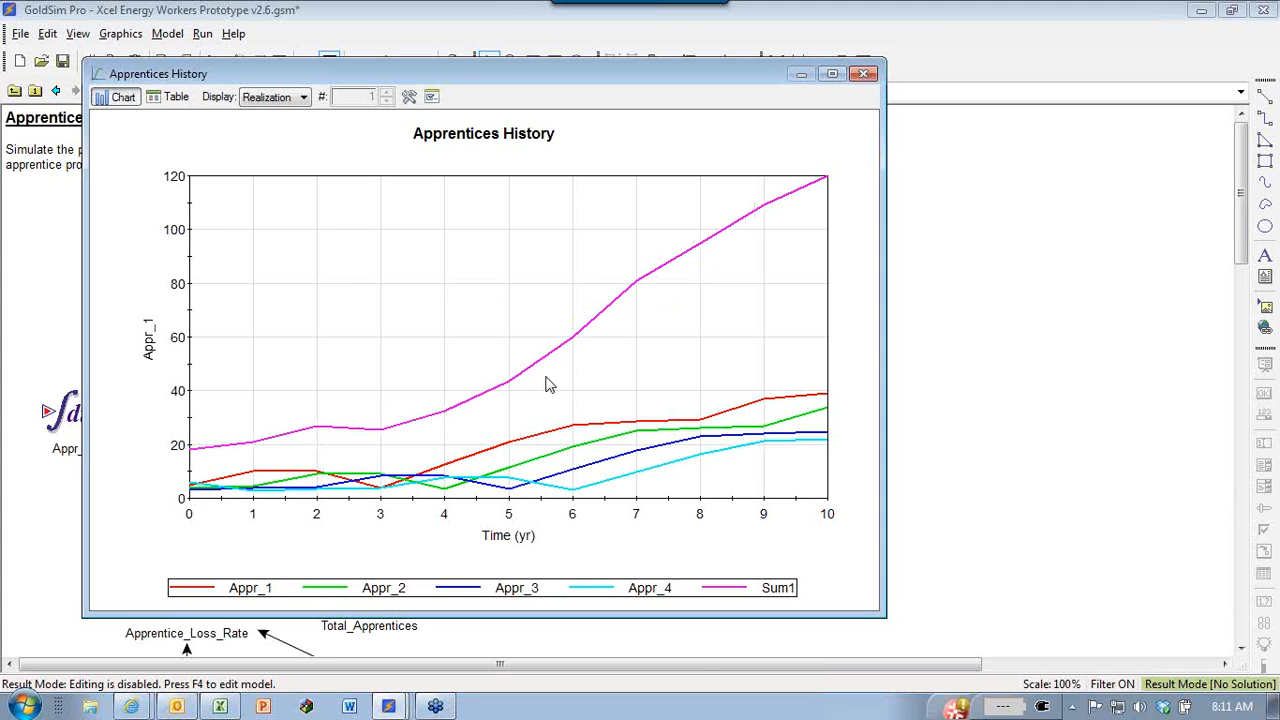 GoldSim Pro - Xcel Energy Workers Prototype v2.6.gsm*
File Edit View Graphics Model Run Help
Apprentices History
Chart Table Display: Realization #: 1
Apprentice
Simulate the p
apprentice pro
Apprentices History
120
100
80
60
40
20
0
Appr_1
0 1 2 3 4 5 6 7 8 9 10
Time (yr)
Appr_1 Appr_2 Appr_3 Appr_4 Sum1
Appr_
Total_Apprentices
Apprentice_Loss_Rate
Result Mode: Editing is disabled. Press F4 to edit model. Scale: 100% Filter ON Result Mode [No Solution]
8:11 AM